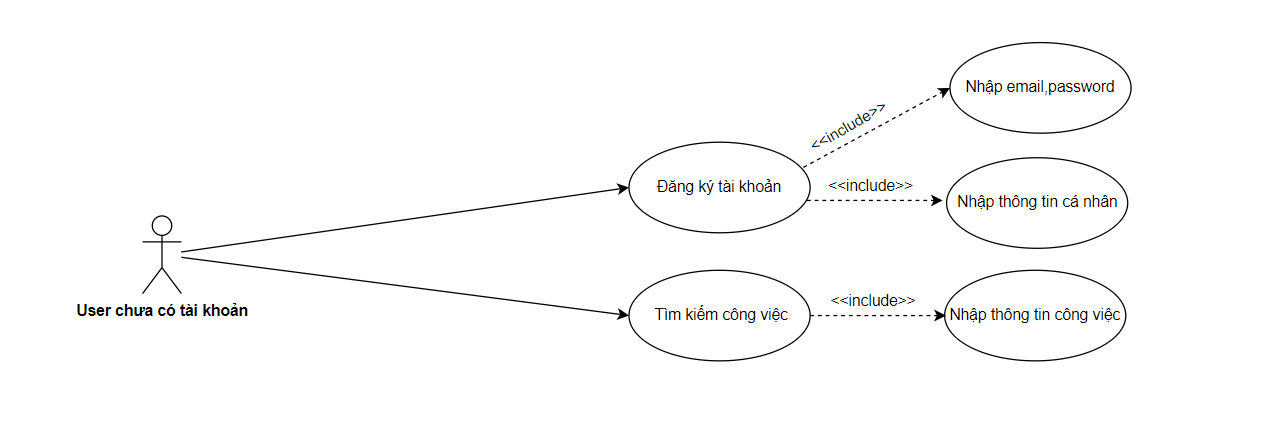 Nhập email,password
<<include>>
Đăng ký tài khoản
<<include>>
Nhập thông tin cá nhân
User chưa có tài khoản
Tìm kiếm công việc
<<include>>
Nhập thông tin công việc